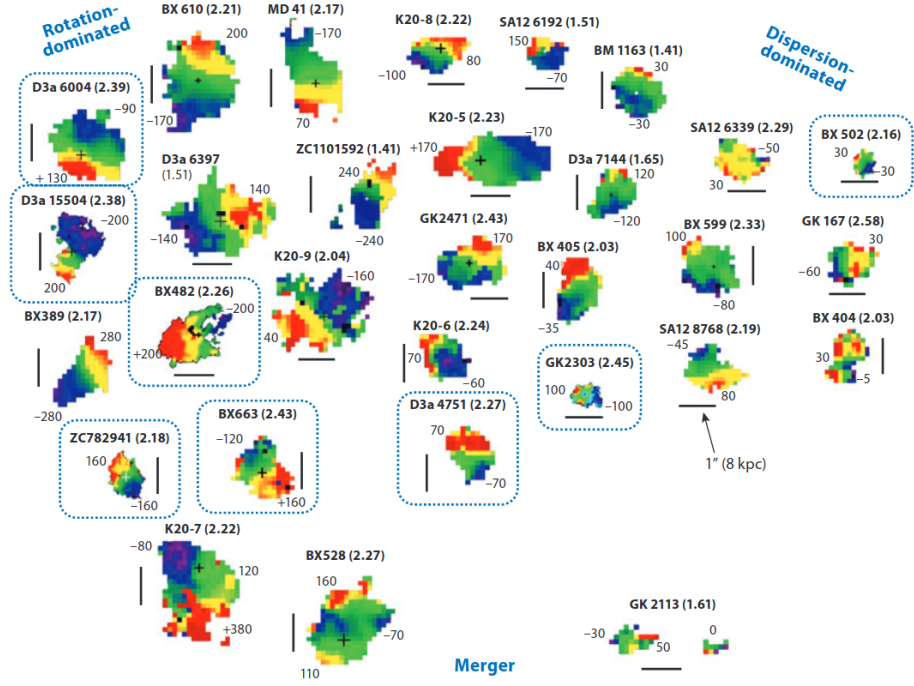 Rotation-
dominated
BX 610 (2.21)
200
−170
MD 41 (2.17)
−170
70
K20-8 (2.22)
−100
80
SA12 6192 (1.51)
150
−70
BM 1163 (1.41)
30
−30
Dispersion-
dominated
D3a 6004 (2.39)
−90
+130
D3a 6397
(1.51)
140
−140
ZC1101592 (1.41)
240
−240
K20-5 (2.23)
+170
−170
D3a 7144 (1.65)
120
−120
SA12 6339 (2.29)
−50
30
BX 502 (2.16)
30
−30
D3a 15504 (2.38)
−200
200
GK2471 (2.43)
170
−170
BX 405 (2.03)
40
−35
BX 599 (2.33)
100
−80
GK 167 (2.58)
30
−60
BX482 (2.26)
−200
+200
K20-9 (2.04)
−160
40
BX389 (2.17)
280
−280
K20-6 (2.24)
70
−60
GK2303 (2.45)
100
−100
SA12 8768 (2.19)
−45
80
BX 404 (2.03)
30
−5
1″ (8 kpc)
ZC782941 (2.18)
160
−160
BX663 (2.43)
−120
+160
D3a 4751 (2.27)
70
−70
K20-7 (2.22)
−80
120
+380
BX528 (2.27)
160
−70
110
Merger
GK 2113 (1.61)
−30
50
0